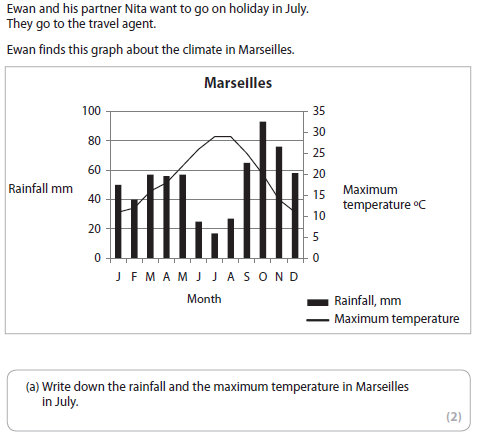 Ewan and his partner Nita want to go on holiday in July.
They go to the travel agent.
Ewan finds this graph about the climate in Marseilles.
Marseilles
100 35
80 30
60 25
40 20
20 15
0 10
5
0
Rainfall mm
Maximum
temperature ºC
J F M A M J J A S O N D
Month
Rainfall, mm
Maximum temperature
(a) Write down the rainfall and the maximum temperature in Marseilles
in July.
(2)